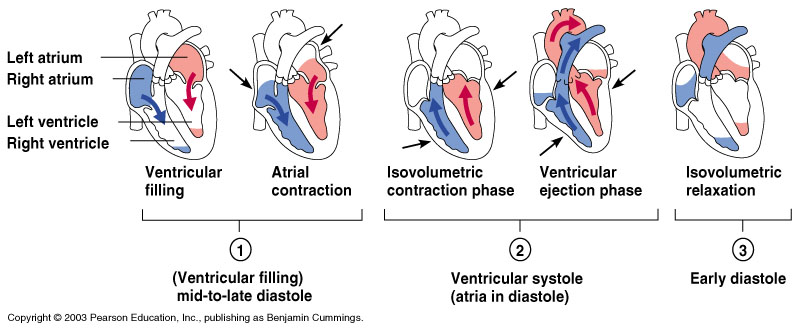 Left atrium
Right atrium
Left ventricle
Right ventricle
Ventricular
filling
Atrial
contraction
Isovolumetric
contraction phase
Ventricular
ejection phase
Isovolumetric
relaxation
1
(Ventricular filling)
mid-to-late diastole
2
Ventricular systole
(atria in diastole)
3
Early diastole
Copyright © 2003 Pearson Education, Inc., publishing as Benjamin Cummings.